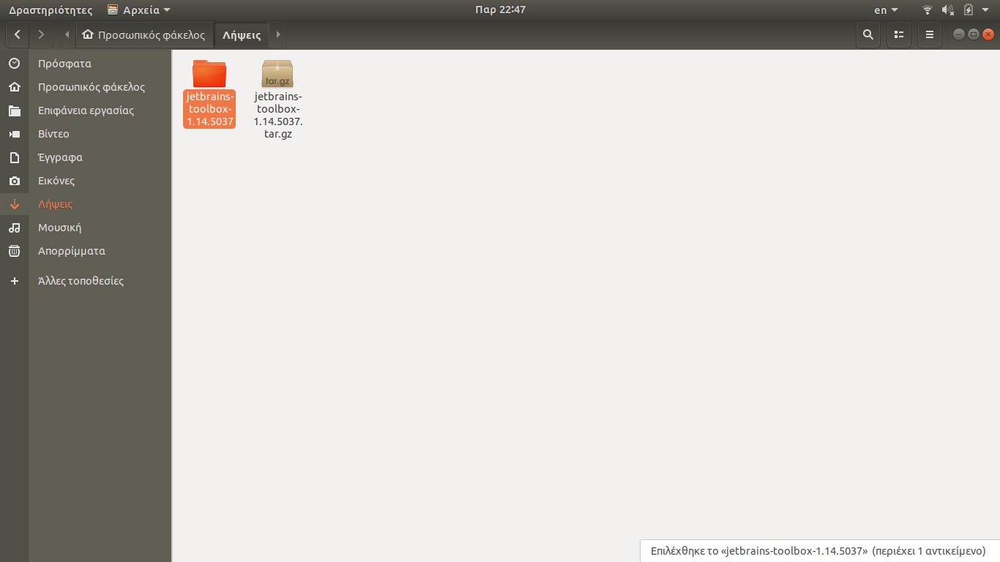 Δραστηριότητες
Αρχεία
Παρ 22:47
en
Προσωπικός φάκελος
Λήψεις
Πρόσφατα
Προσωπικός φάκελος
Επιφάνεια εργασίας
Βίντεο
Έγγραφα
Εικόνες
Λήψεις
Μουσική
Απορρίμματα
Άλλες τοποθεσίες
jetbrains-
toolbox-
1.14.5037
tar.gz
jetbrains-
toolbox-
1.14.5037.
tar.gz
Επιλέχθηκε το «jetbrains-toolbox-1.14.5037» (περιέχει 1 αντικείμενο)